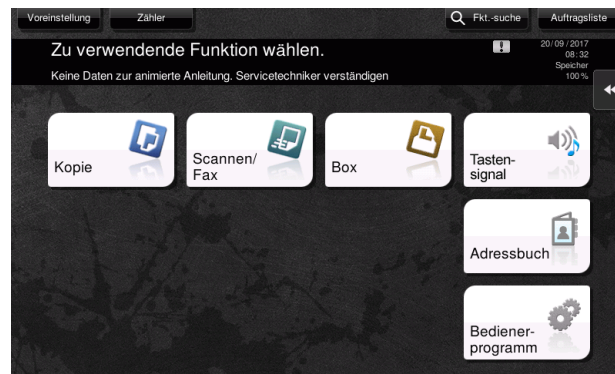 Voreinstellung
Zähler
Fkt.-suche
Auftragsliste
Zu verwendende Funktion wählen.
Keine Daten zur animierte Anleitung. Servicetechniker verständigen
20/09/2017
08:32
Speicher
100%
Kopie
Scannen/
Fax
Box
Tasten-
signal
Adressbuch
Bediener-
programm